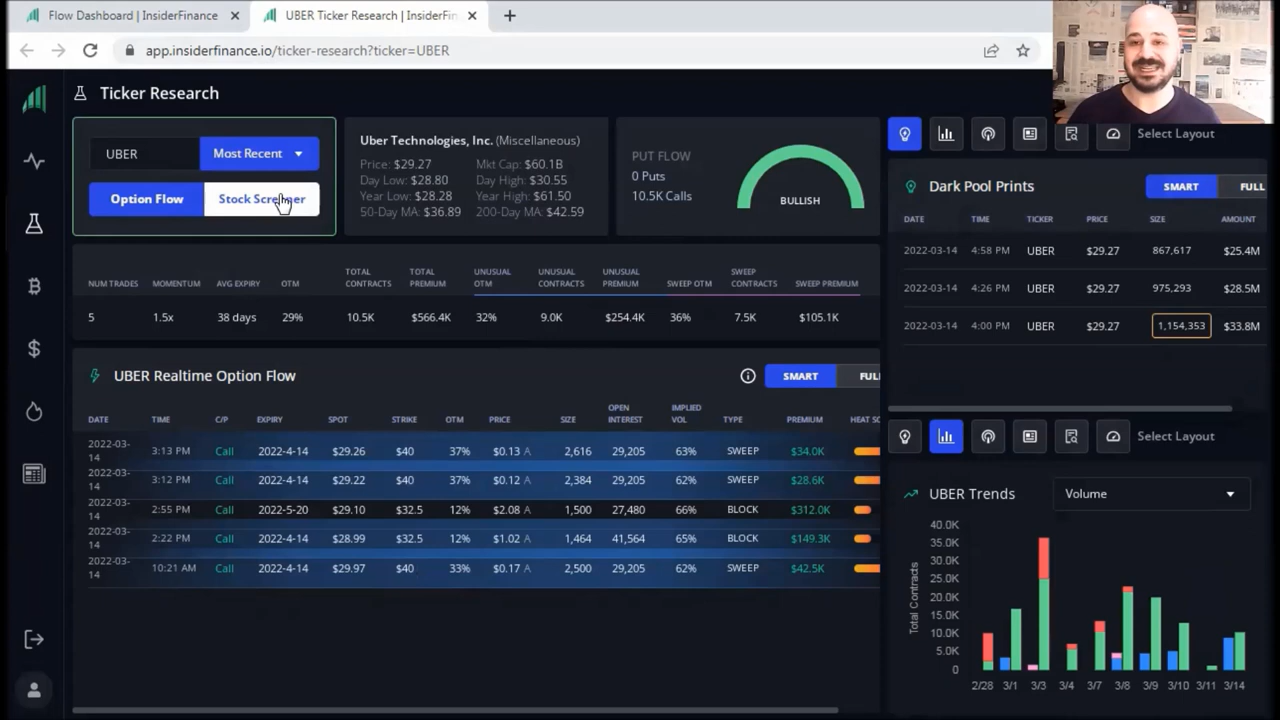 Flow Dashboard | InsiderFinance
UBER Ticker Research | InsiderFin
app.insiderfinance.io/ticker-research?ticker=UBER
Ticker Research
UBER
Most Recent
Option Flow
Stock Screener
Uber Technologies, Inc. (Miscellaneous)
Price: $29.27 Mkt Cap: $60.1B
Day Low: $28.80 Day High: $30.55
Year Low: $28.28 Year High: $61.50
50-Day MA: $36.89 200-Day MA: $42.59
PUT FLOW
0 Puts
10.5K Calls
BULLISH
NUM TRADES MOMENTUM AVG EXPIRY OTM TOTAL CONTRACTS TOTAL PREMIUM UNUSUAL OTM UNUSUAL CONTRACTS UNUSUAL PREMIUM SWEEP OTM SWEEP CONTRACTS SWEEP PREMIUM
5 1.5x 38 days 29% 10.5K $566.4K 32% 9.0K $254.4K 36% 7.5K $105.1K
UBER Realtime Option Flow
SMART FUL
DATE TIME C/P EXPIRY SPOT STRIKE OTM PRICE SIZE OPEN INTEREST IMPLIED VOL TYPE PREMIUM HEAT SC
2022-03-14 3:13 PM Call 2022-4-14 $29.26 $40 37% $0.13 A 2,616 29,205 63% SWEEP $34.0K
2022-03-14 3:12 PM Call 2022-4-14 $29.22 $40 37% $0.12 A 2,384 29,205 62% SWEEP $28.6K
2022-03-14 2:55 PM Call 2022-5-20 $29.10 $32.5 12% $2.08 A 1,500 27,480 66% BLOCK $312.0K
2022-03-14 2:22 PM Call 2022-4-14 $28.99 $32.5 12% $1.02 A 1,464 41,564 65% BLOCK $149.3K
2022-03-14 10:21 AM Call 2022-4-14 $29.97 $40 33% $0.17 A 2,500 29,205 62% SWEEP $42.5K
Select Layout
Dark Pool Prints
SMART FULL
DATE TIME TICKER PRICE SIZE AMOUNT
2022-03-14 4:58 PM UBER $29.27 867,617 $25.4M
2022-03-14 4:26 PM UBER $29.27 975,293 $28.5M
2022-03-14 4:00 PM UBER $29.27 1,154,353 $33.8M
Select Layout
UBER Trends
Volume
Total Contracts
40.0K
35.0K
30.0K
25.0K
20.0K
15.0K
10.0K
5.0K
0
2/28 3/1 3/3 3/4 3/7 3/8 3/9 3/10 3/11 3/14